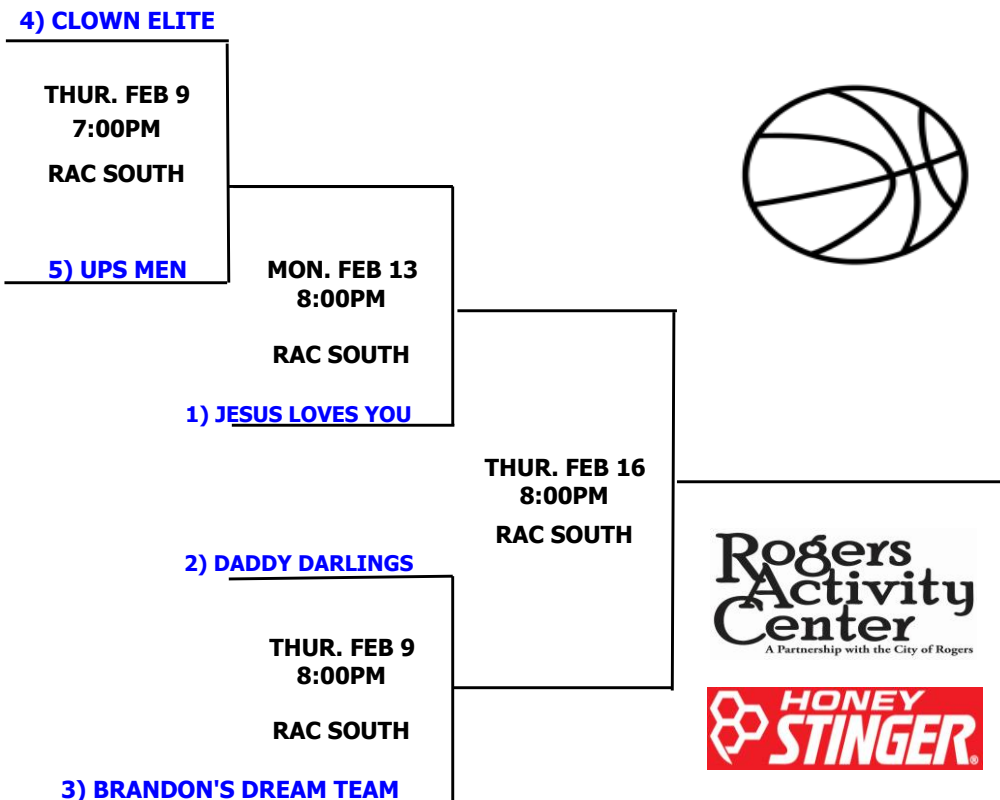 4) CLOWN ELITE
THUR. FEB 9
7:00PM
RAC SOUTH
5) UPS MEN
MON. FEB 13
8:00PM
RAC SOUTH
1) JESUS LOVES YOU
THUR. FEB 16
8:00PM
RAC SOUTH
2) DADDY DARLINGS
THUR. FEB 9
8:00PM
RAC SOUTH
3) BRANDON'S DREAM TEAM
Rogers
Activity
Center
A Partnership with the City of Rogers
HONEY
STINGER®